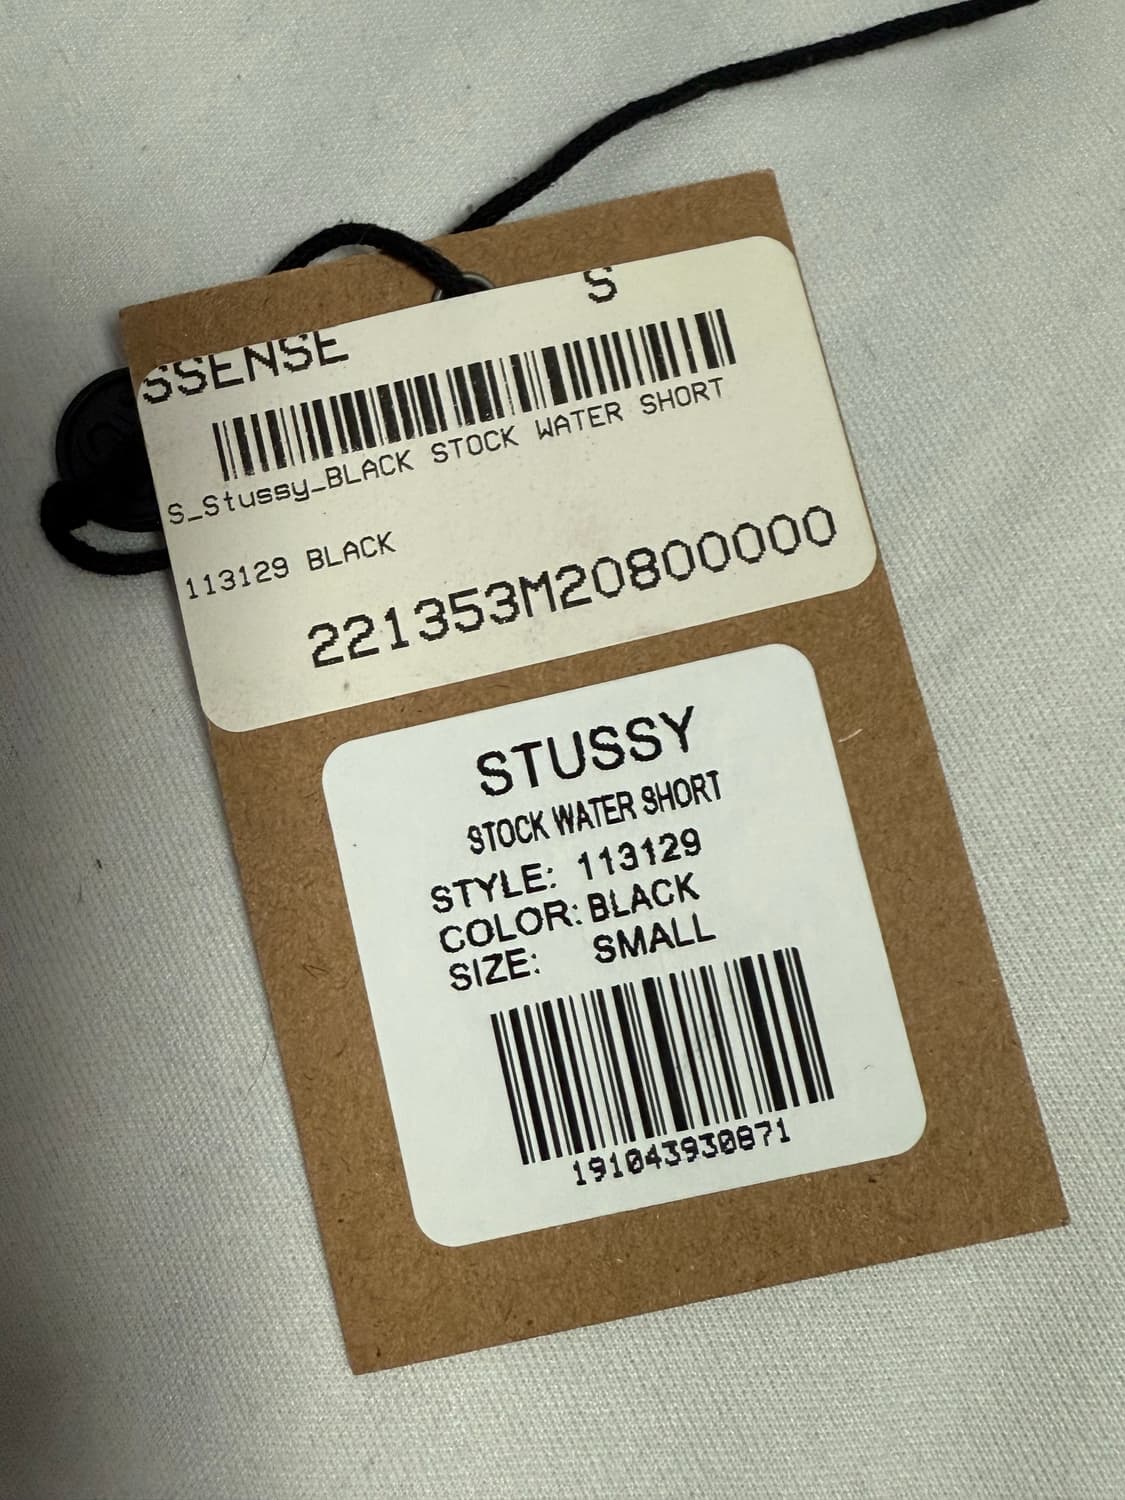 S
SSENSE
S_Stussy_BLACK STOCK WATER SHORT
113129 BLACK
221353M20800000
STUSSY
STOCK WATER SHORT
STYLE: 113129
COLOR: BLACK
SIZE: SMALL
191043930871